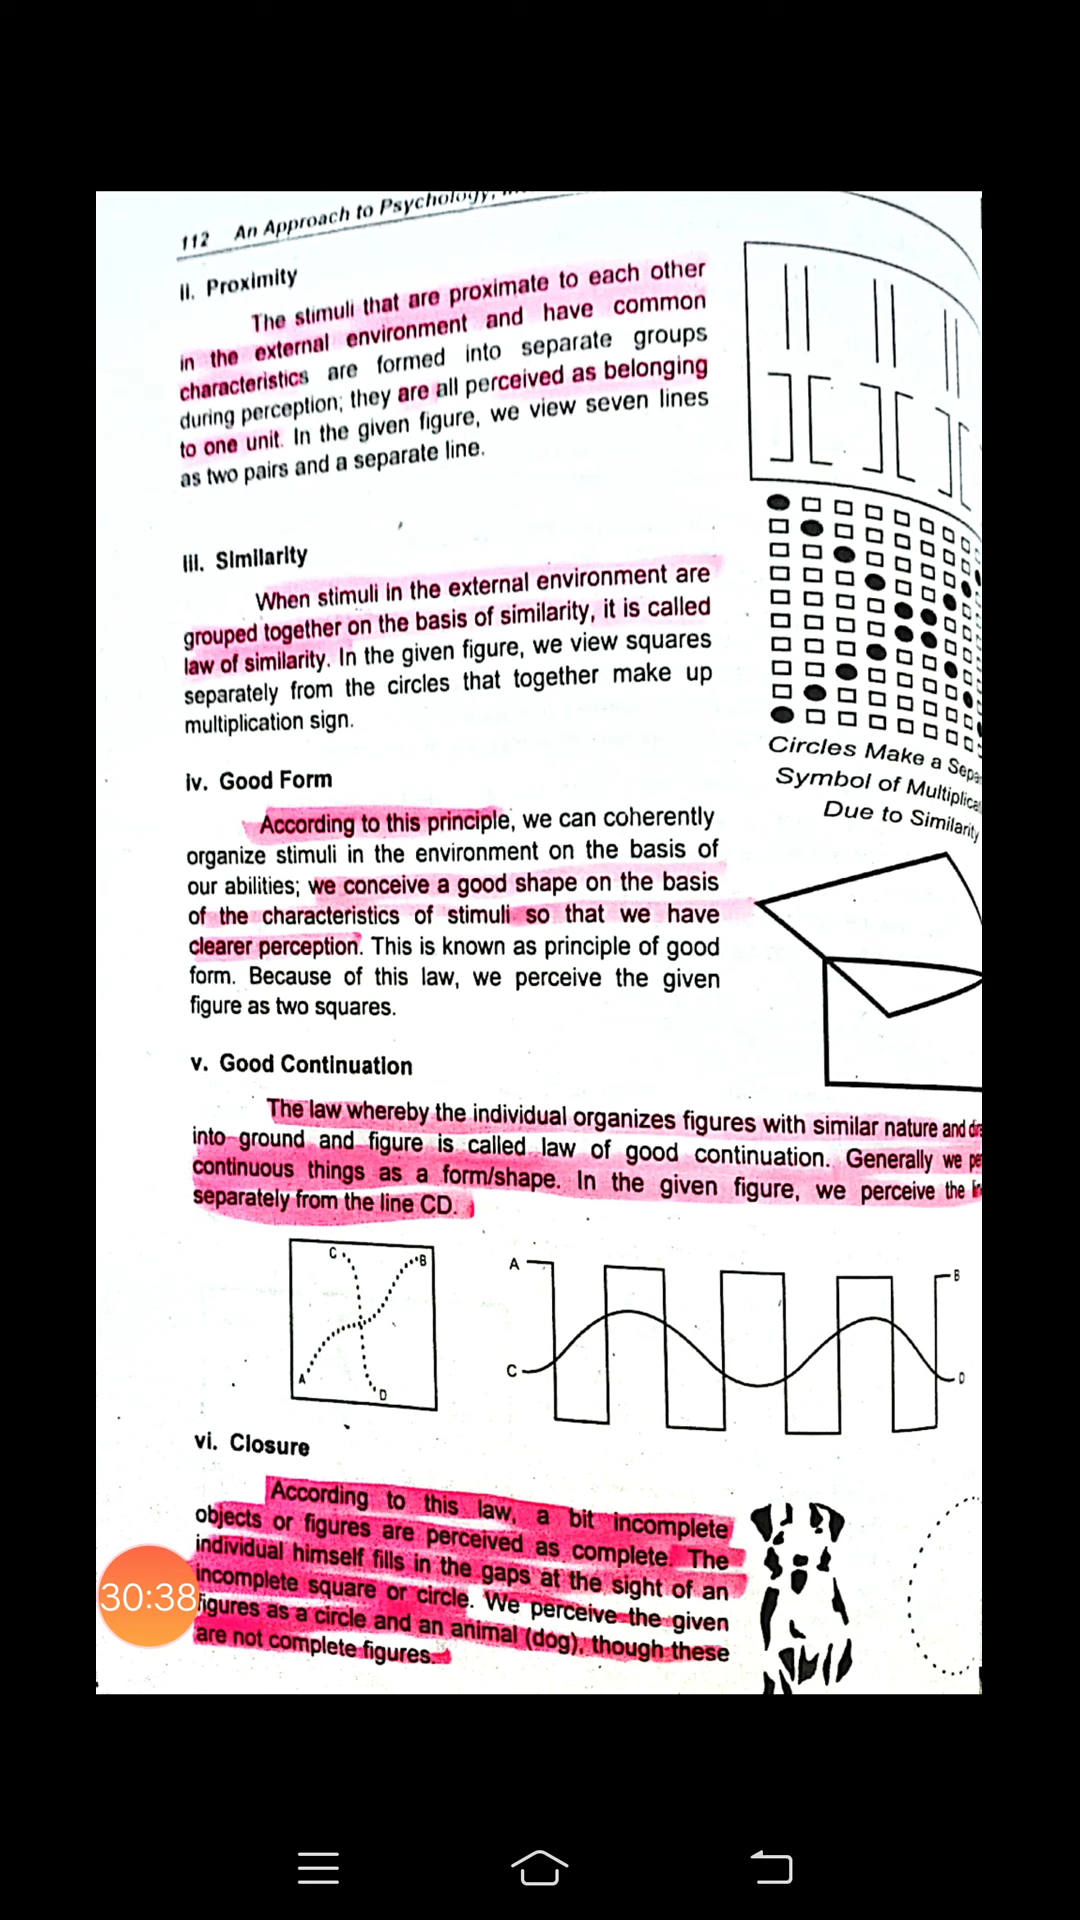 112 An Approach to Psychology,
ii. Proximity
The stimuli that are proximate to each other
in the external environment and have common
characteristics are formed into separate groups
during perception; they are all perceived as belonging
to one unit. In the given figure, we view seven lines
as two pairs and a separate line.
iii. Similarity
When stimuli in the external environment are
grouped together on the basis of similarity, it is called
law of similarity. In the given figure, we view squares
separately from the circles that together make up
multiplication sign.
Circles Make a Sepa
Symbol of Multiplica
Due to Similarity
iv. Good Form
According to this principle, we can coherently
organize stimuli in the environment on the basis of
our abilities; we conceive a good shape on the basis
of the characteristics of stimuli so that we have
clearer perception. This is known as principle of good
form. Because of this law, we perceive the given
figure as two squares.
v. Good Continuation
The law whereby the individual organizes figures with similar nature and
into ground and figure is called law of good continuation. Generally we
continuous things as a form/shape. In the given figure, we perceive the
separately from the line CD.
C B
A D
A B
C D
vi. Closure
According to this law, a bit incomplete
objects or figures are perceived as complete. The
individual himself fills in the gaps at the sight of an
incomplete square or circle. We perceive the given
figures as a circle and an animal (dog), though these
are not complete figures.
30:38